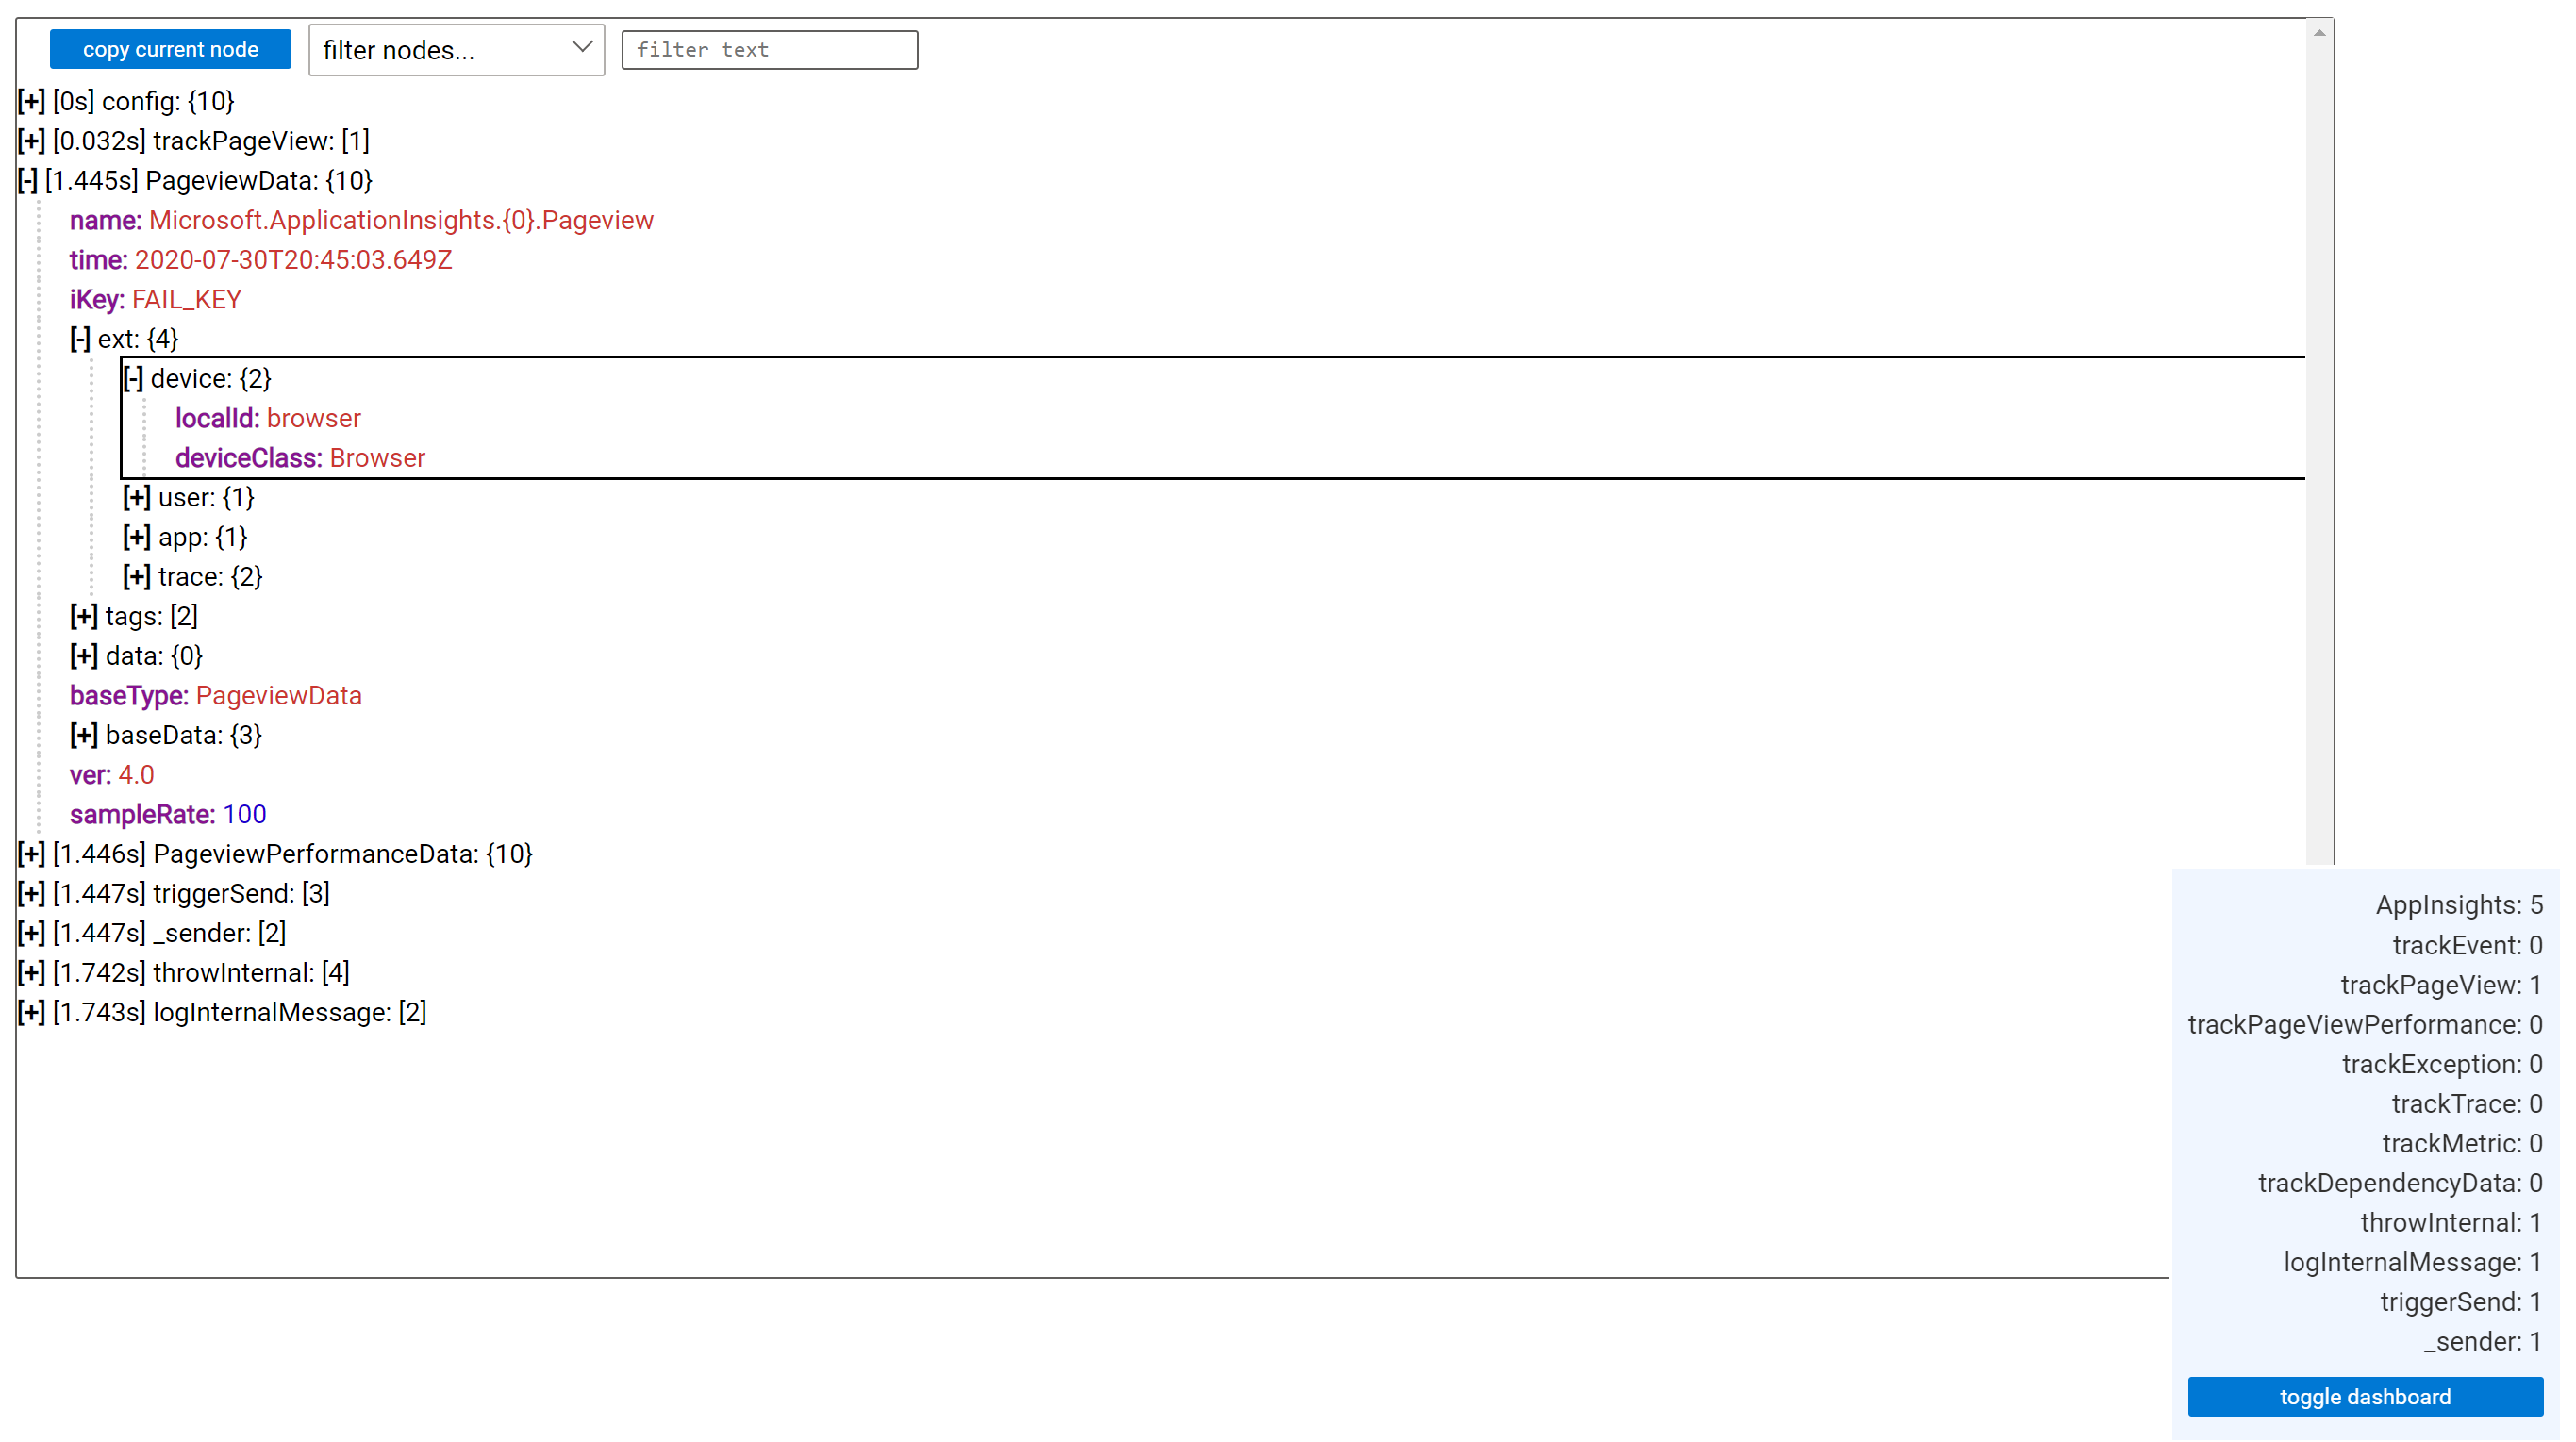 copy current node
filter nodes...
filter text
[+] [0s] config: {10}
[+] [0.032s] trackPageView: [1]
[-] [1.445s] PageviewData: {10}
name: Microsoft.ApplicationInsights.{0}.Pageview
time: 2020-07-30T20:45:03.649Z
iKey: FAIL_KEY
[-] ext: {4}
[-] device: {2}
localId: browser
deviceClass: Browser
[+] user: {1}
[+] app: {1}
[+] trace: {2}
[+] tags: [2]
[+] data: {0}
baseType: PageviewData
[+] baseData: {3}
ver: 4.0
sampleRate: 100
[+] [1.446s] PageviewPerformanceData: {10}
[+] [1.447s] triggerSend: [3]
[+] [1.447s] _sender: [2]
[+] [1.742s] throwInternal: [4]
[+] [1.743s] logInternalMessage: [2]
AppInsights: 5
trackEvent: 0
trackPageView: 1
trackPageViewPerformance: 0
trackException: 0
trackTrace: 0
trackMetric: 0
trackDependencyData: 0
throwInternal: 1
logInternalMessage: 1
triggerSend: 1
_sender: 1
toggle dashboard